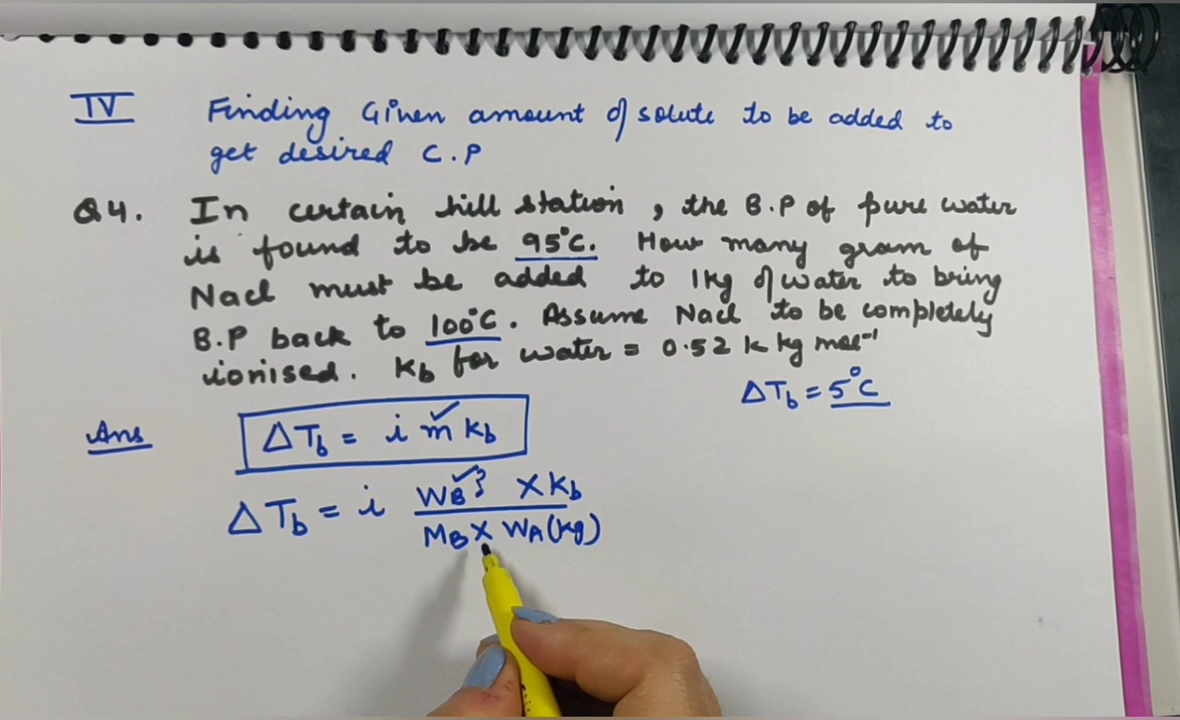 IV Finding Given amount of solute to be added to
get desired C.P
Q4. In certain hill station, the B.P of pure water
is found to be 95°C. How many gram of
Nacl must be added to 1kg of water to bring
B.P back to 100°C. Assume Nacl to be completely
ionised. Kb for water = 0.52 k kg mol⁻¹
ΔTb = 5°C
Ans ΔTb = i m Kb
ΔTb = i WB? × Kb
MB × WA (kg)